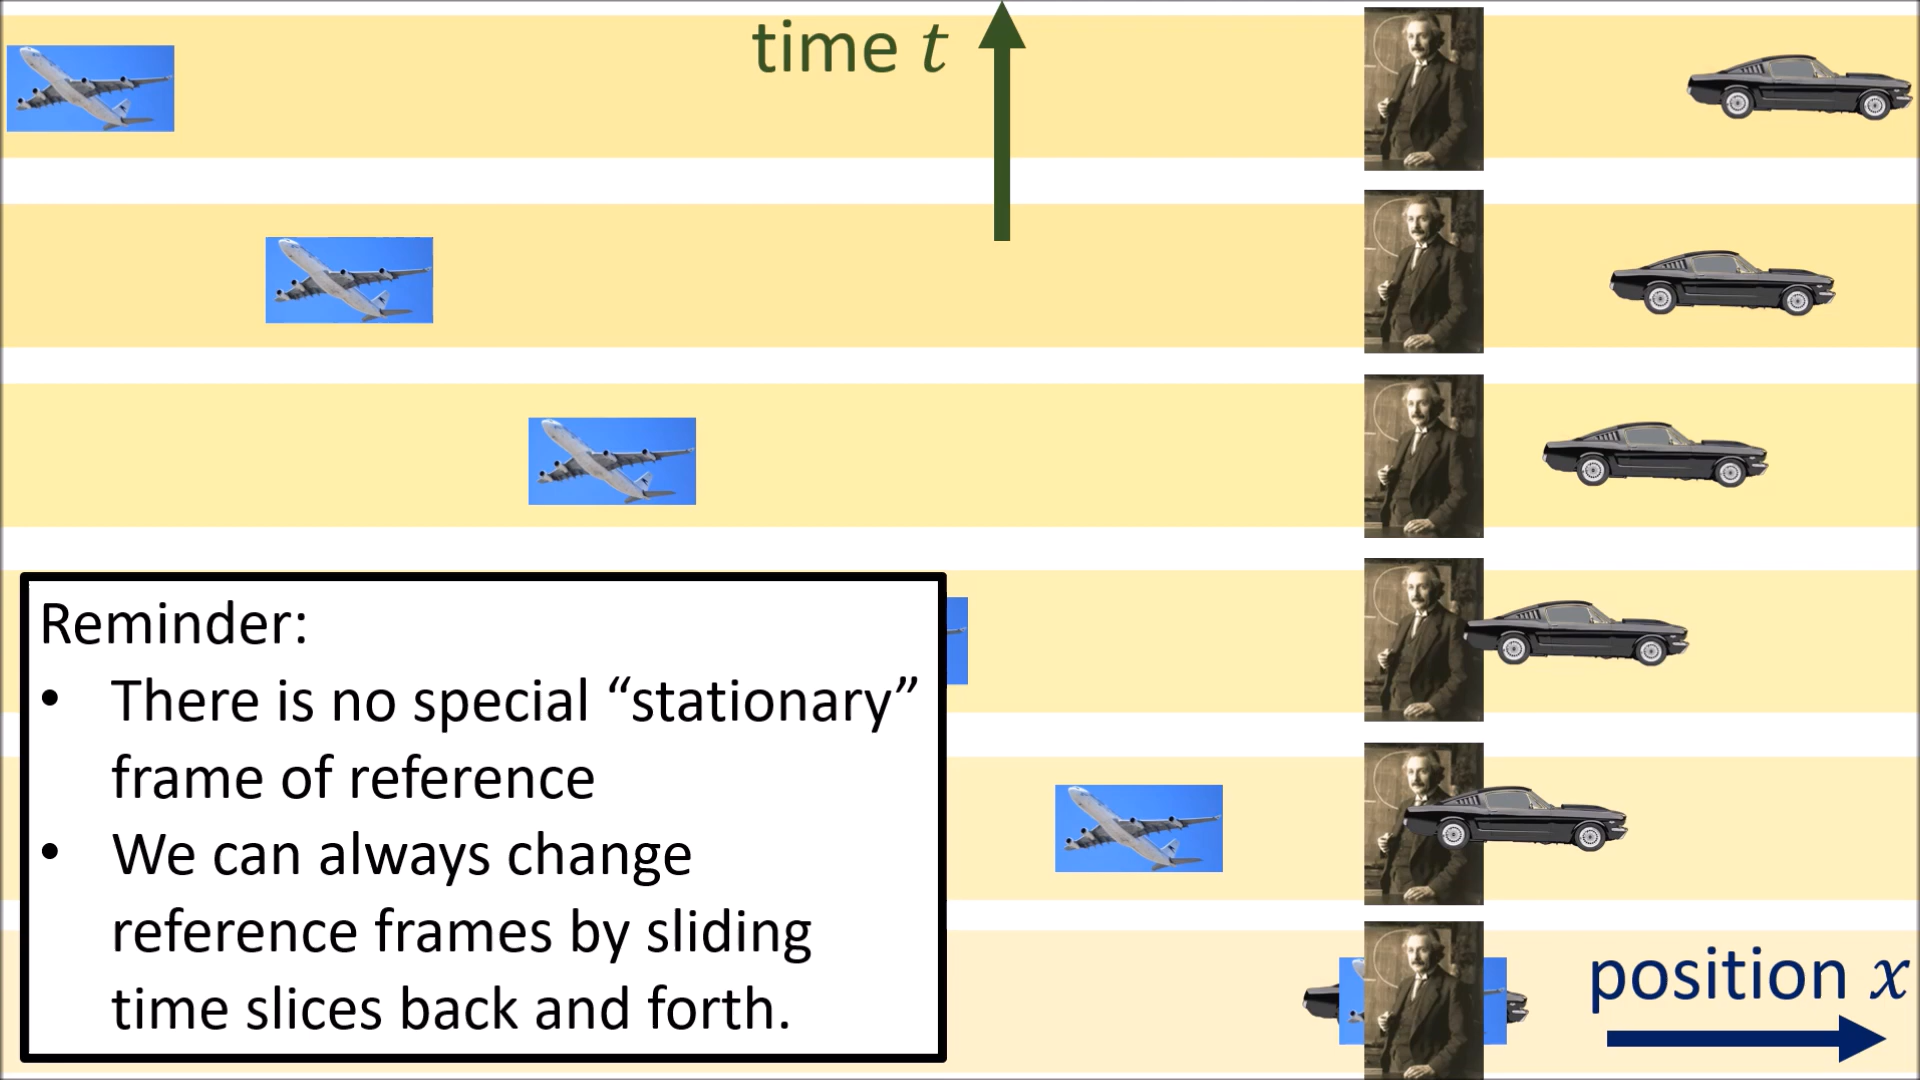 time t
Reminder:
• There is no special “stationary”
frame of reference
• We can always change
reference frames by sliding
time slices back and forth.
position x